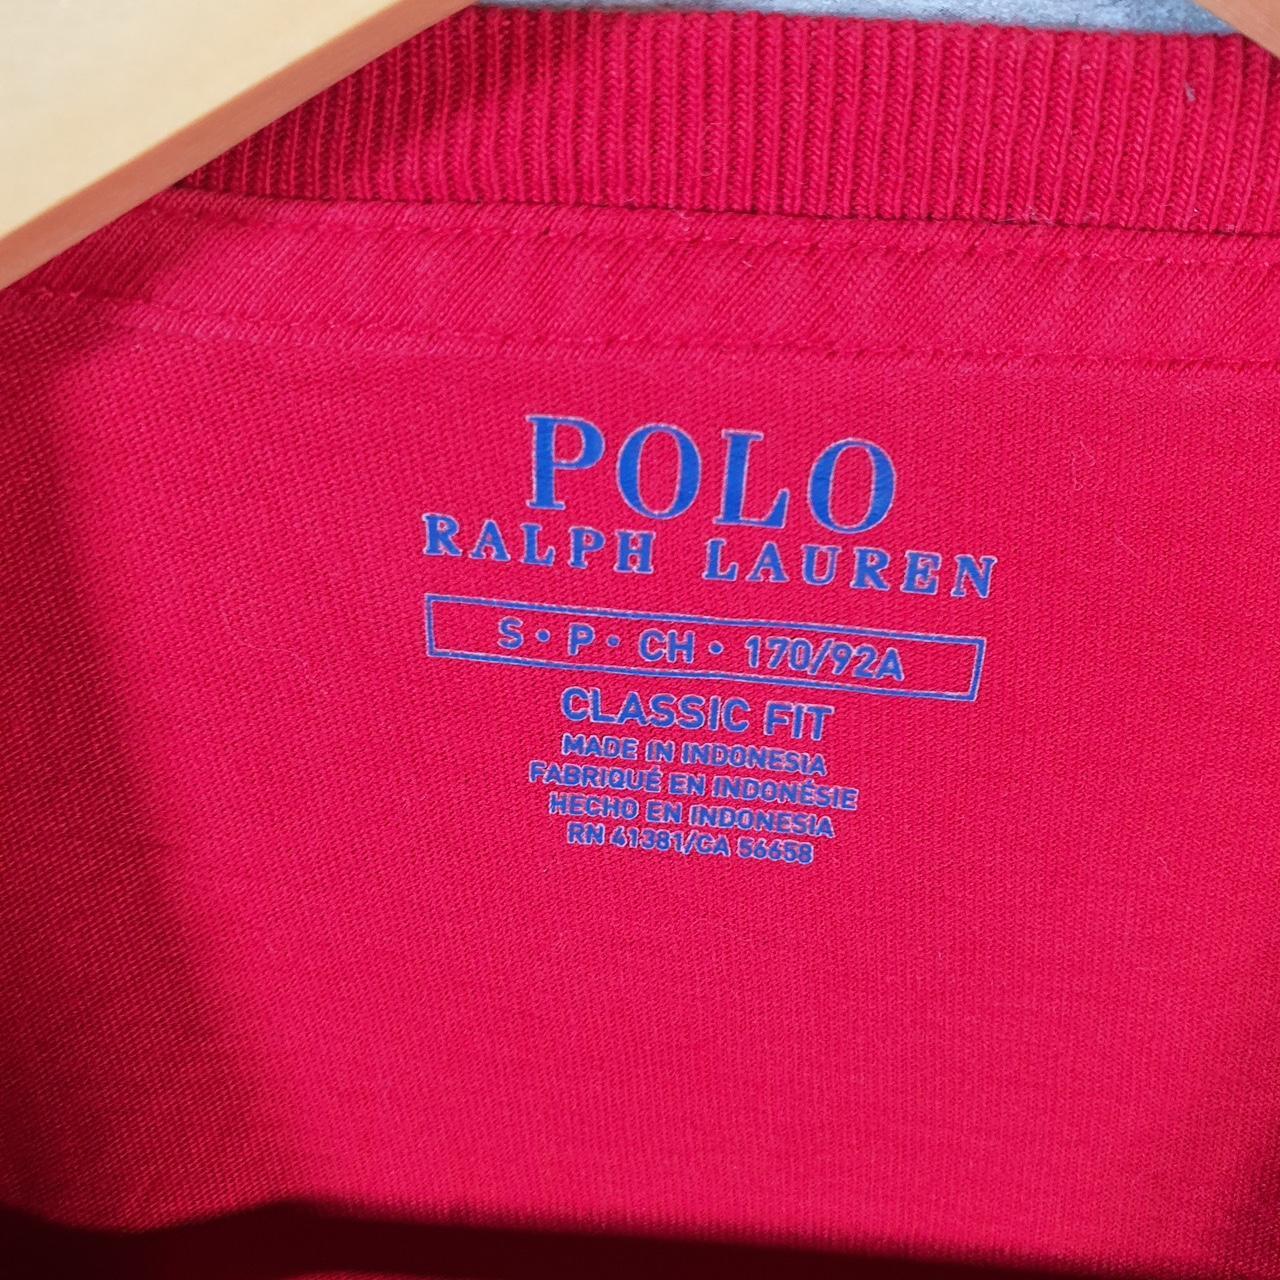 POLO
RALPH LAUREN
S • P • CH • 170/92A
CLASSIC FIT
MADE IN INDONESIA
FABRIQUÉ EN INDONÉSIE
HECHO EN INDONESIA
RN 41381/CA 56658